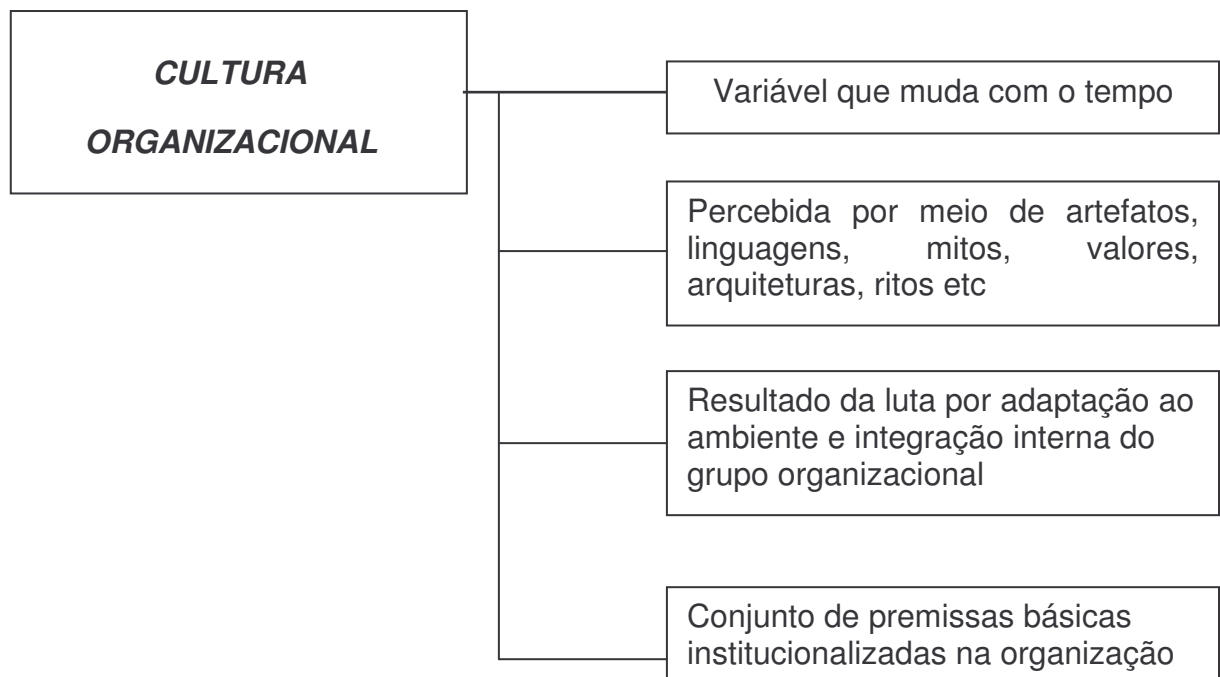 CULTURA
ORGANIZACIONAL
Variável que muda com o tempo
Percebida por meio de artefatos,
linguagens, mitos, valores,
arquiteturas, ritos etc
Resultado da luta por adaptação ao
ambiente e integração interna do
grupo organizacional
Conjunto de premissas básicas
institucionalizadas na organização